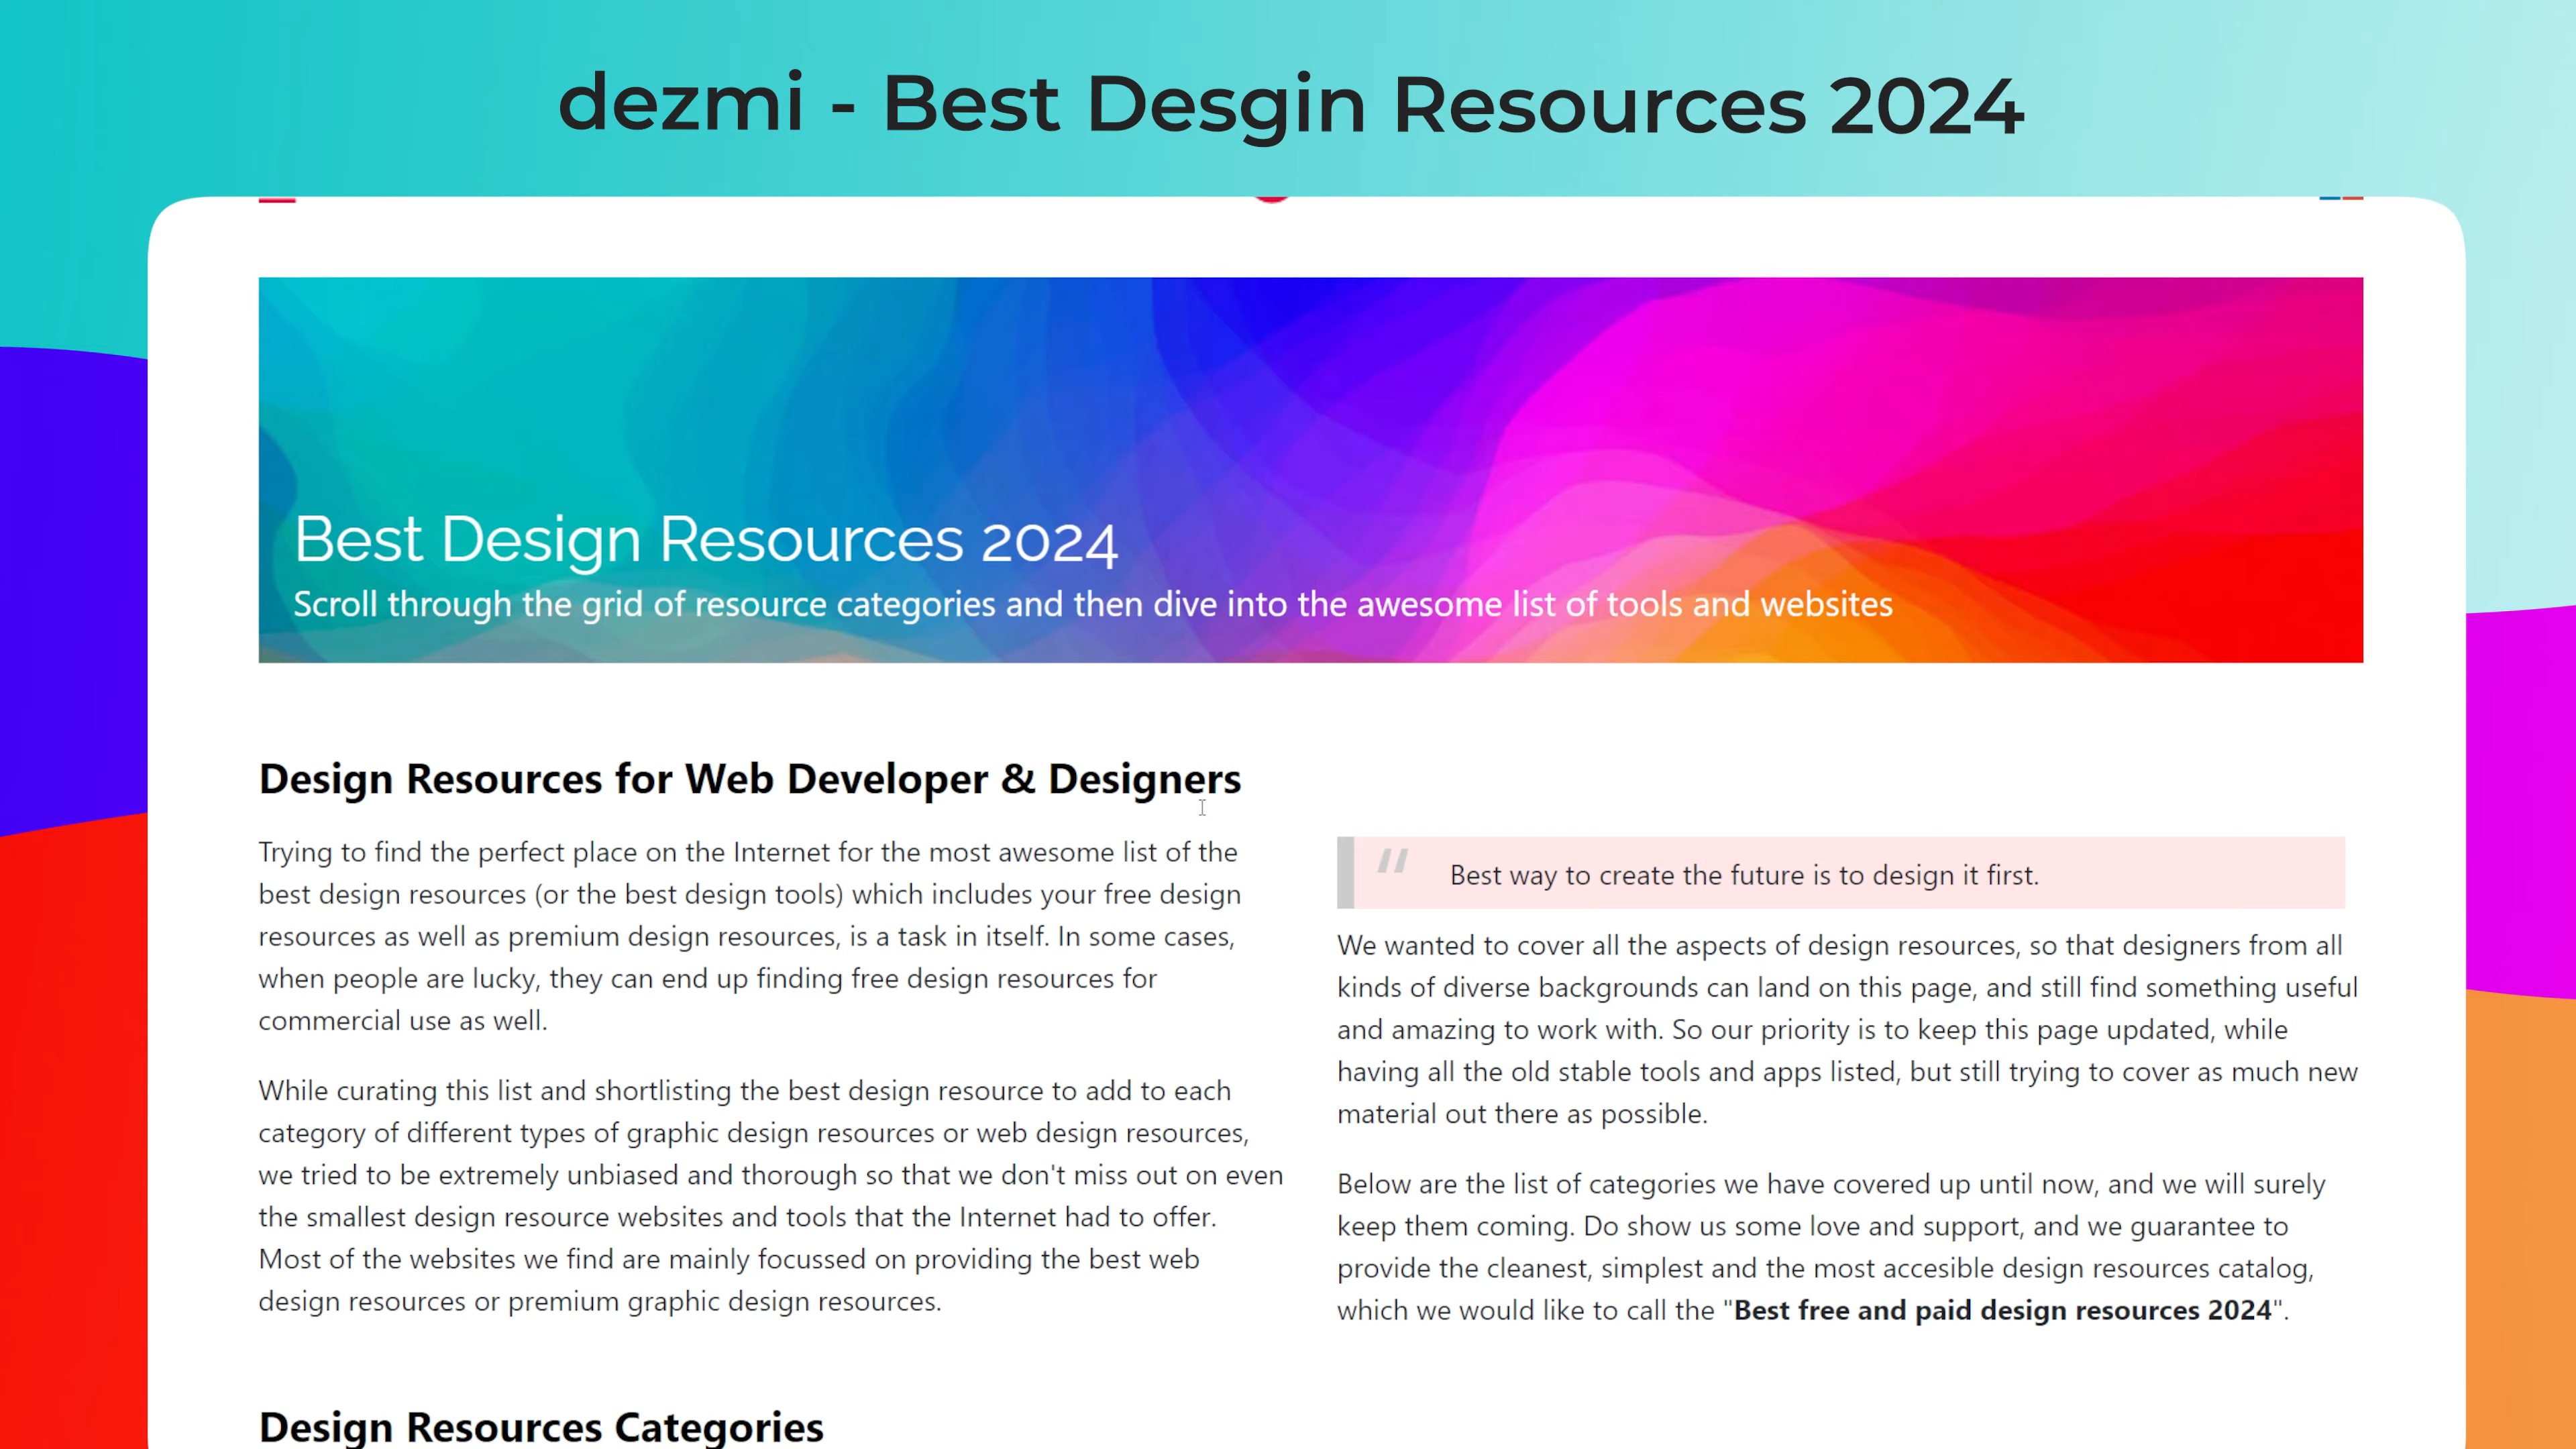 dezmi - Best Desgin Resources 2024
Best Design Resources 2024
Scroll through the grid of resource categories and then dive into the awesome list of tools and websites
Design Resources for Web Developer & Designers
Trying to find the perfect place on the Internet for the most awesome list of the
best design resources (or the best design tools) which includes your free design
resources as well as premium design resources, is a task in itself. In some cases,
when people are lucky, they can end up finding free design resources for
commercial use as well.
While curating this list and shortlisting the best design resource to add to each
category of different types of graphic design resources or web design resources,
we tried to be extremely unbiased and thorough so that we don't miss out on even
the smallest design resource websites and tools that the Internet had to offer.
Most of the websites we find are mainly focussed on providing the best web
design resources or premium graphic design resources.
" Best way to create the future is to design it first.
We wanted to cover all the aspects of design resources, so that designers from all
kinds of diverse backgrounds can land on this page, and still find something useful
and amazing to work with. So our priority is to keep this page updated, while
having all the old stable tools and apps listed, but still trying to cover as much new
material out there as possible.
Below are the list of categories we have covered up until now, and we will surely
keep them coming. Do show us some love and support, and we guarantee to
provide the cleanest, simplest and the most accesible design resources catalog,
which we would like to call the "Best free and paid design resources 2024".
Design Resources Categories